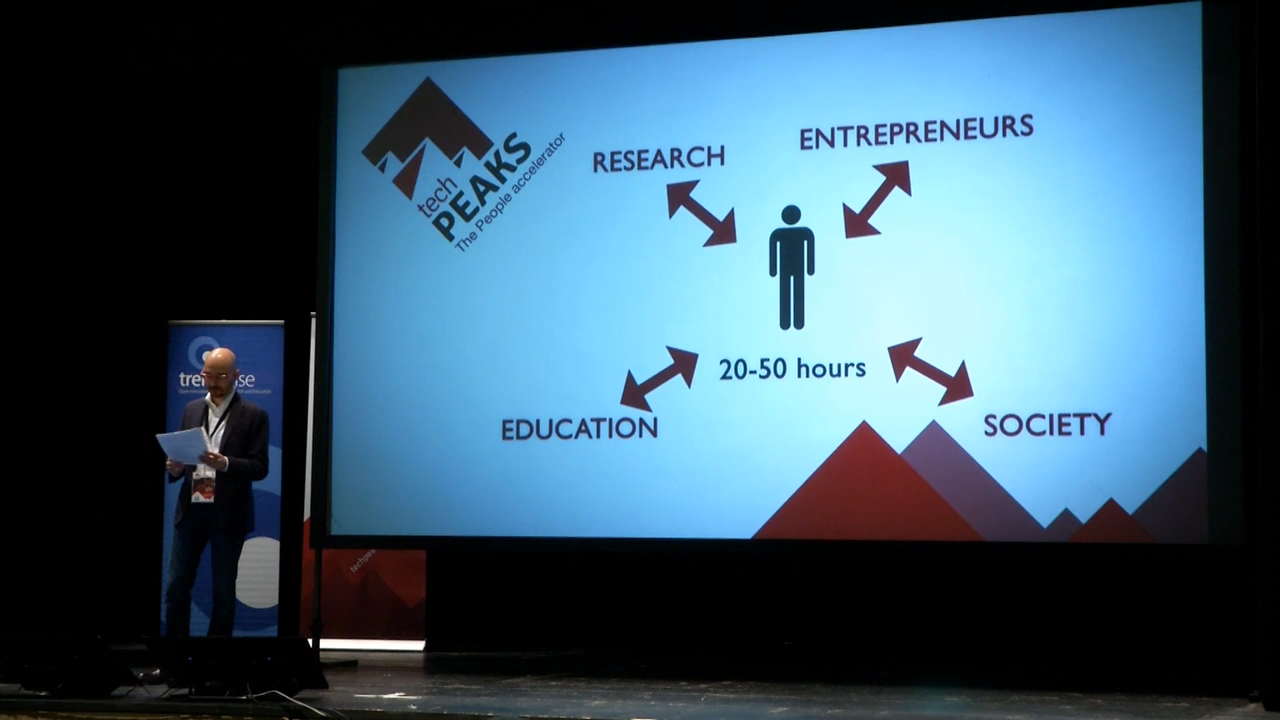 tech
PEAKS
The People accelerator
RESEARCH
ENTREPRENEURS
20-50 hours
EDUCATION
SOCIETY